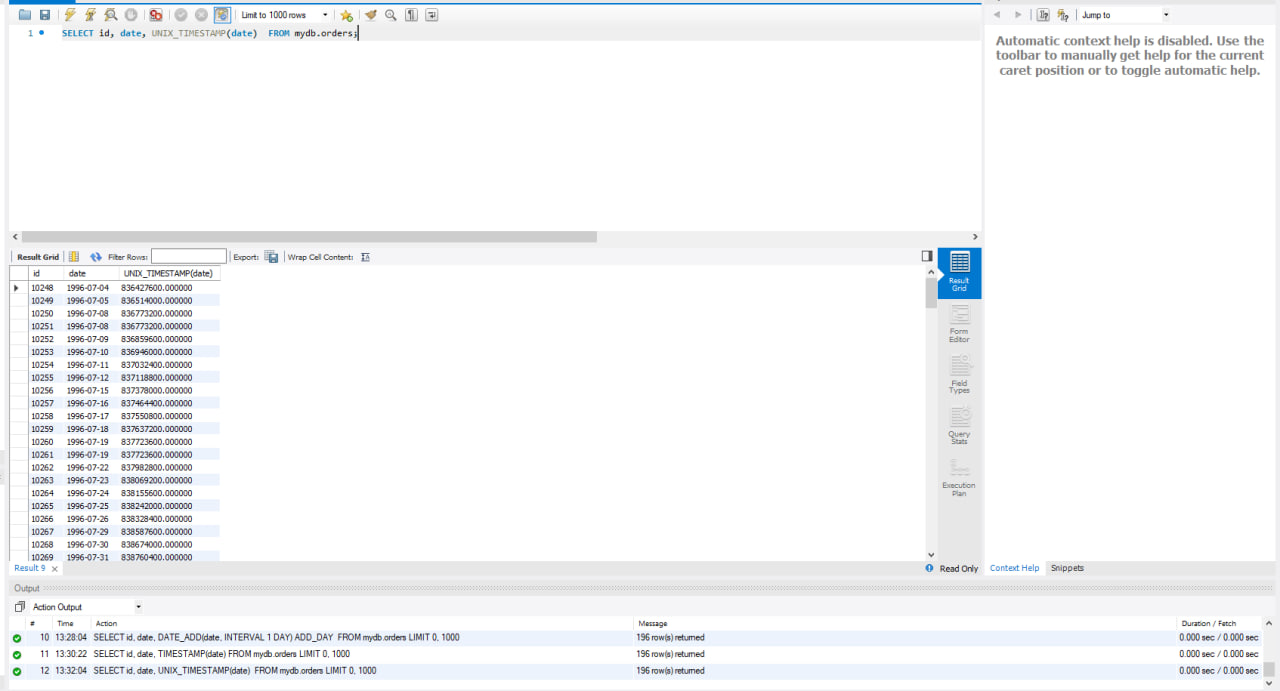 Limit to 1000 rows
Jump to
1 SELECT id, date, UNIX_TIMESTAMP(date)  FROM mydb.orders;
Automatic context help is disabled. Use the
toolbar to manually get help for the current
caret position or to toggle automatic help.
Result Grid Filter Rows: Export: Wrap Cell Content:
id date UNIX_TIMESTAMP(date)
10248 1996-07-04 836427600.000000
10249 1996-07-05 836514000.000000
10250 1996-07-08 836773200.000000
10251 1996-07-08 836773200.000000
10252 1996-07-09 836859600.000000
10253 1996-07-10 836946000.000000
10254 1996-07-11 837032400.000000
10255 1996-07-12 837118800.000000
10256 1996-07-15 837378000.000000
10257 1996-07-16 837464400.000000
10258 1996-07-17 837550800.000000
10259 1996-07-18 837637200.000000
10260 1996-07-19 837723600.000000
10261 1996-07-19 837723600.000000
10262 1996-07-22 837982800.000000
10263 1996-07-23 838069200.000000
10264 1996-07-24 838155600.000000
10265 1996-07-25 838242000.000000
10266 1996-07-26 838328400.000000
10267 1996-07-29 838587600.000000
10268 1996-07-30 838674000.000000
10269 1996-07-31 838760400.000000
Result
Grid
Form
Editor
Field
Types
Query
Stats
Execution
Plan
Result 9
Read Only
Context Help Snippets
Output
Action Output
# Time Action Message Duration / Fetch
10 13:28:04 SELECT id, date, DATE_ADD(date, INTERVAL 1 DAY) ADD_DAY  FROM mydb.orders LIMIT 0, 1000 196 row(s) returned 0.000 sec / 0.000 sec
11 13:30:22 SELECT id, date, TIMESTAMP(date) FROM mydb.orders LIMIT 0, 1000 196 row(s) returned 0.000 sec / 0.000 sec
12 13:32:04 SELECT id, date, UNIX_TIMESTAMP(date)  FROM mydb.orders LIMIT 0, 1000 196 row(s) returned 0.000 sec / 0.000 sec